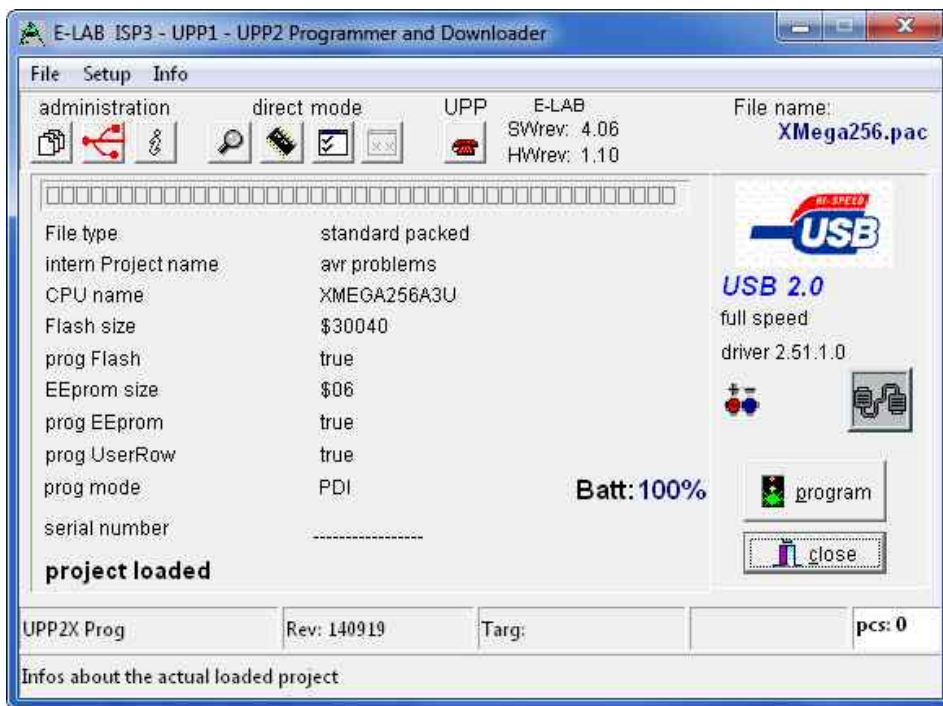 E-LAB ISP3 - UPP1 - UPP2 Programmer and Downloader
File Setup Info
administration direct mode UPP E-LAB File name:
SWrev: 4.06 XMega256.pac
HWrev: 1.10
HI-SPEED
USB
File type standard packed
intern Project name avr problems
CPU name XMEGA256A3U USB 2.0
Flash size $30040 full speed
prog Flash true driver 2.51.1.0
EEprom size $06
prog EEprom true
prog UserRow true
prog mode PDI Batt: 100% program
serial number ----------------
close
project loaded
UPP2X Prog Rev: 140919 Targ: pcs: 0
Infos about the actual loaded project